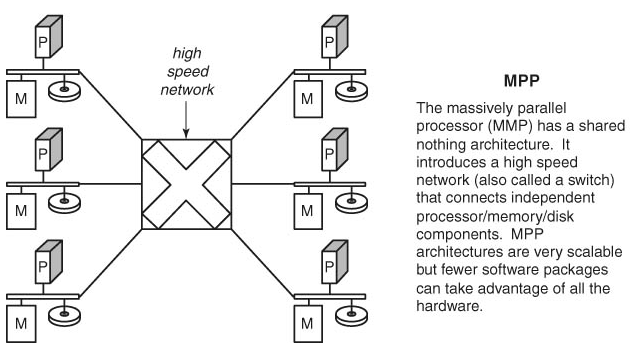 P
P
high
speed
network
M
M
MPP
The massively parallel
processor (MMP) has a shared
nothing architecture. It
introduces a high speed
network (also called a switch)
that connects independent
processor/memory/disk
components. MPP
architectures are very scalable
but fewer software packages
can take advantage of all the
hardware.
P
P
M
M
P
P
M
M